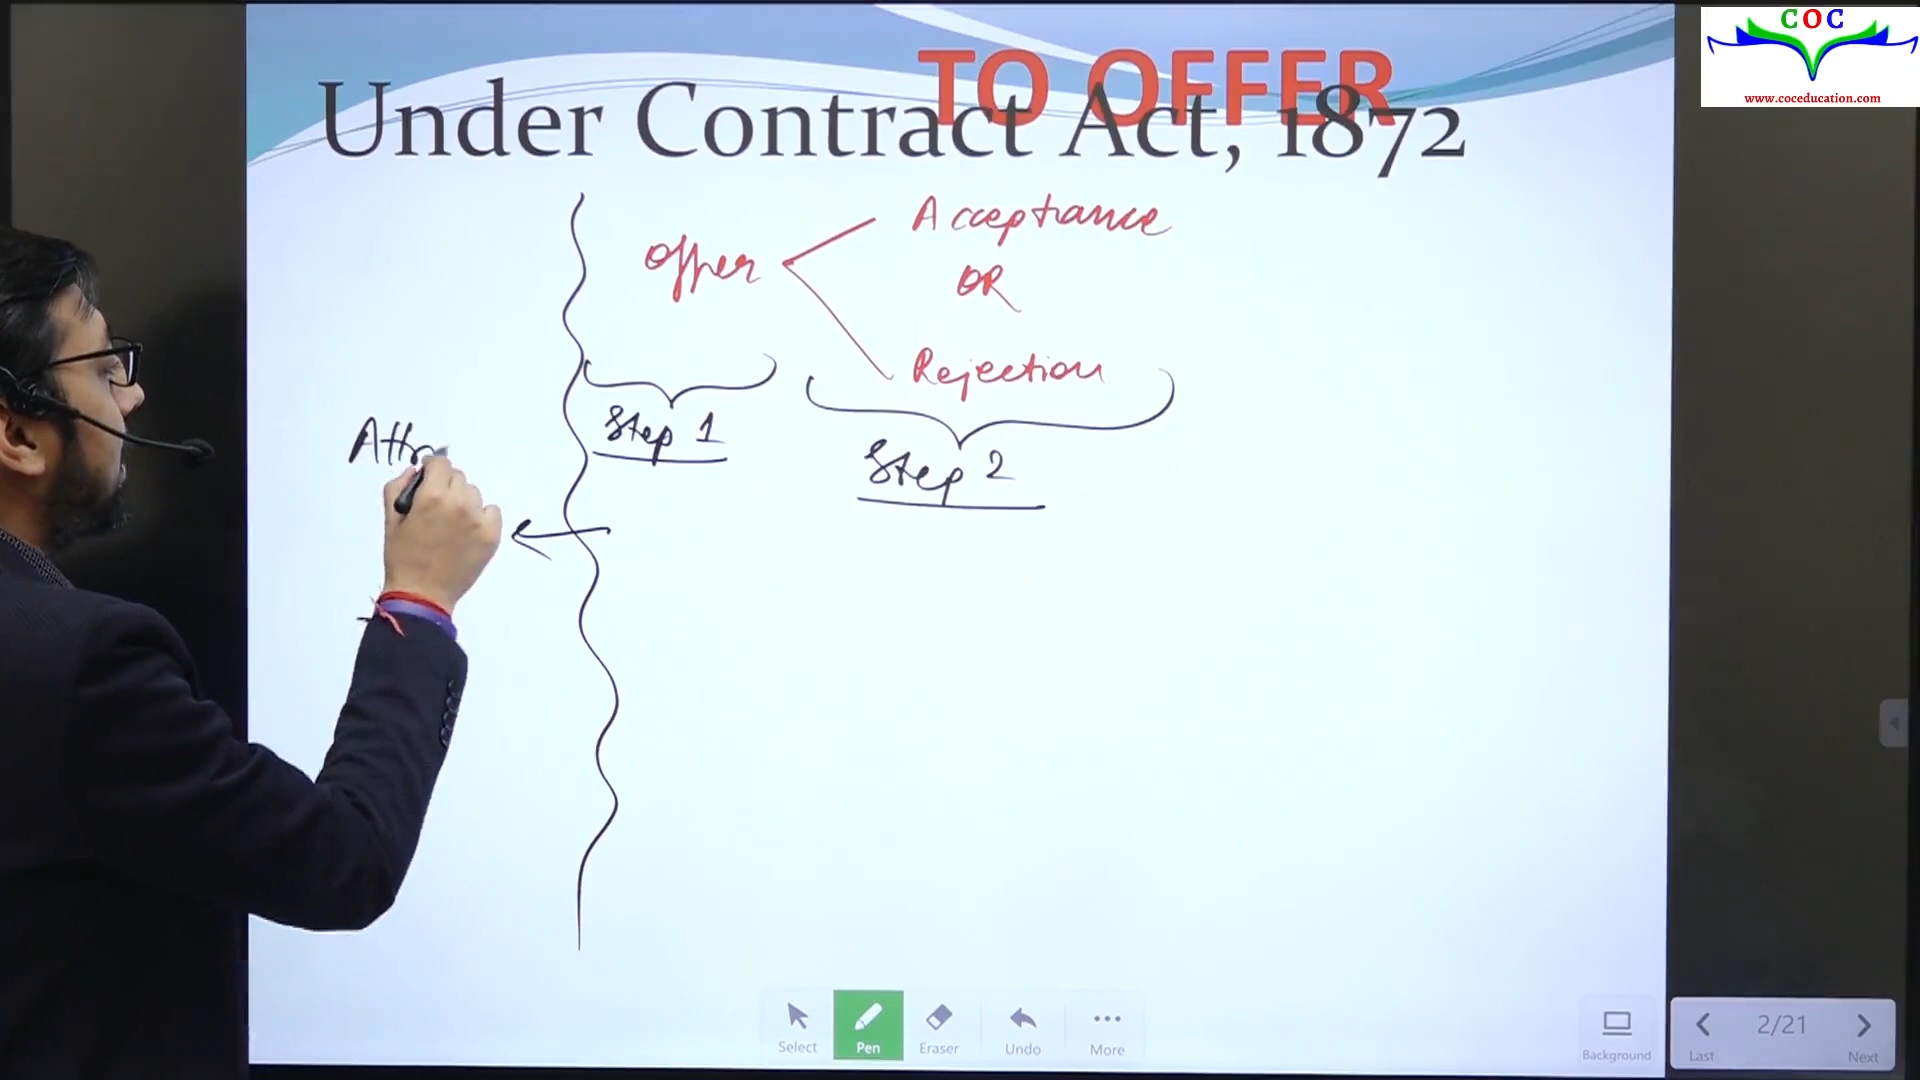 COC
www.coceducation.com
TO OFFER
Under Contract Act, 1872
Acceptance
Offer
OR
Rejection
Step 1
Step 2
Attr
Select
Pen
Eraser
Undo
More
Background
2/21
Last
Next